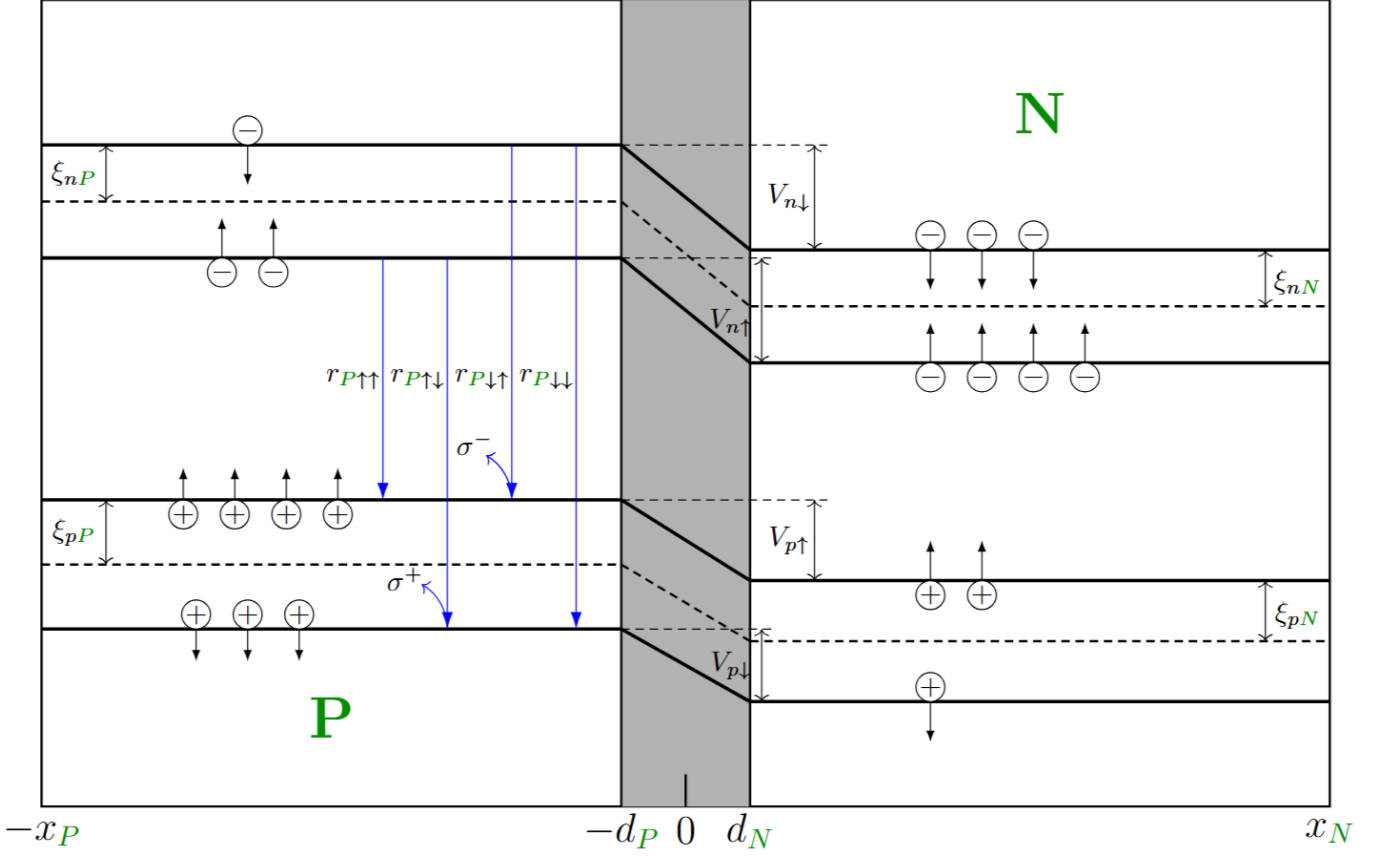 N
−
ξₙP
Vₙ↓
− − −
ξₙN
− −
Vₙ↑
− − − −
rP↑↑ rP↑↓ rP↓↑ rP↓↓
σ⁻
+ + + +
ξₚP
Vₚ↑
σ⁺
+ +
ξₚN
+ + +
Vₚ↓
+
P
−xP −dP 0 dN xN